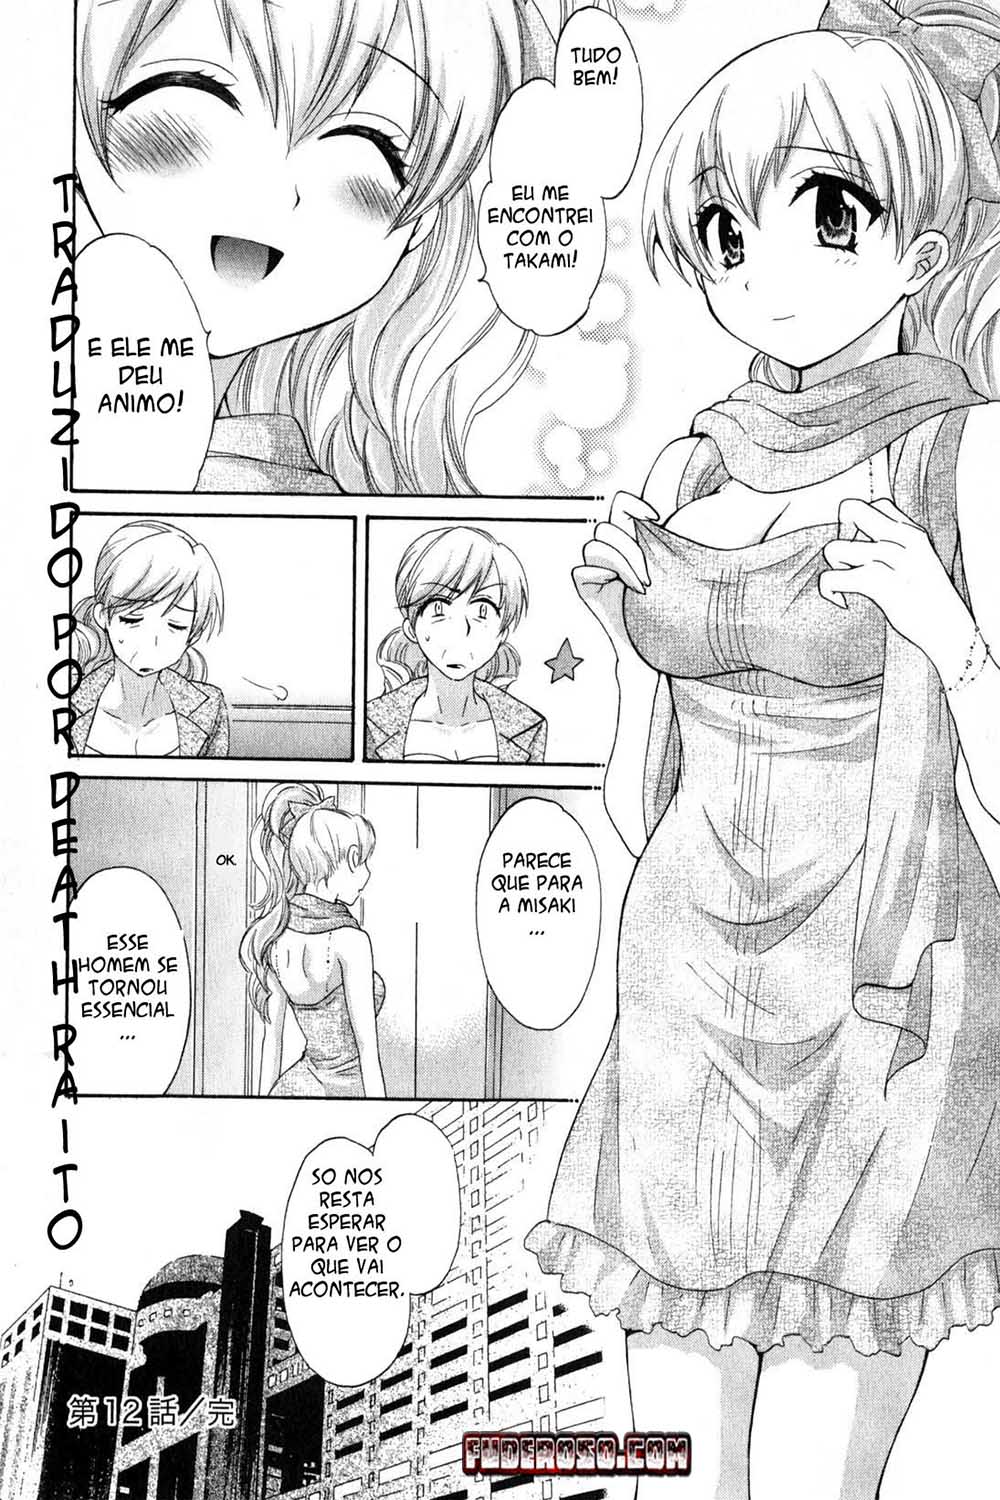 TUDO
BEM!
EU ME
ENCONTREI
COM O
TAKAMI!
E ELE ME
DEU
ANIMO!
PARECE
QUE PARA
A MISAKI
...
OK
ESSE
HOMEM SE
TORNOU
ESSENCIAL
...
SO NOS
RESTA
ESPERAR
PARA VER O
QUE VAI
ACONTECER.
第12話/完
TRADUZIDO POR DEATH RAITO
FUDEROSO.COM